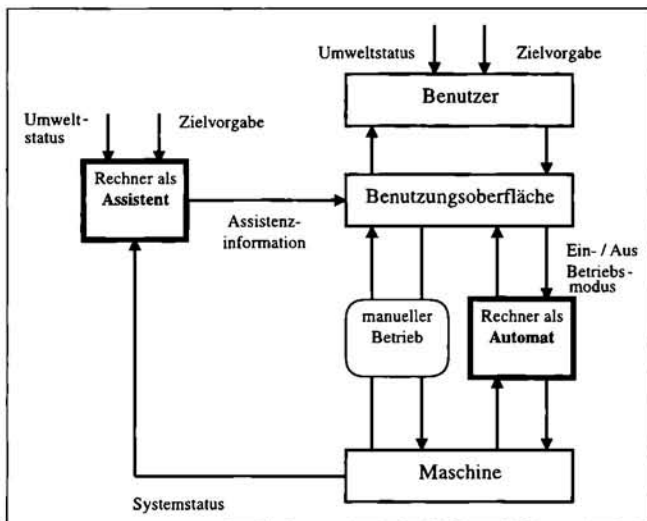 Umweltstatus
Zielvorgabe
Benutzer
Umwelt-
status
Zielvorgabe
Rechner als
Assistent
Benutzungsoberfläche
Assistenz-
information
Ein- / Aus
Betriebs-
modus
manueller
Betrieb
Rechner als
Automat
Maschine
Systemstatus